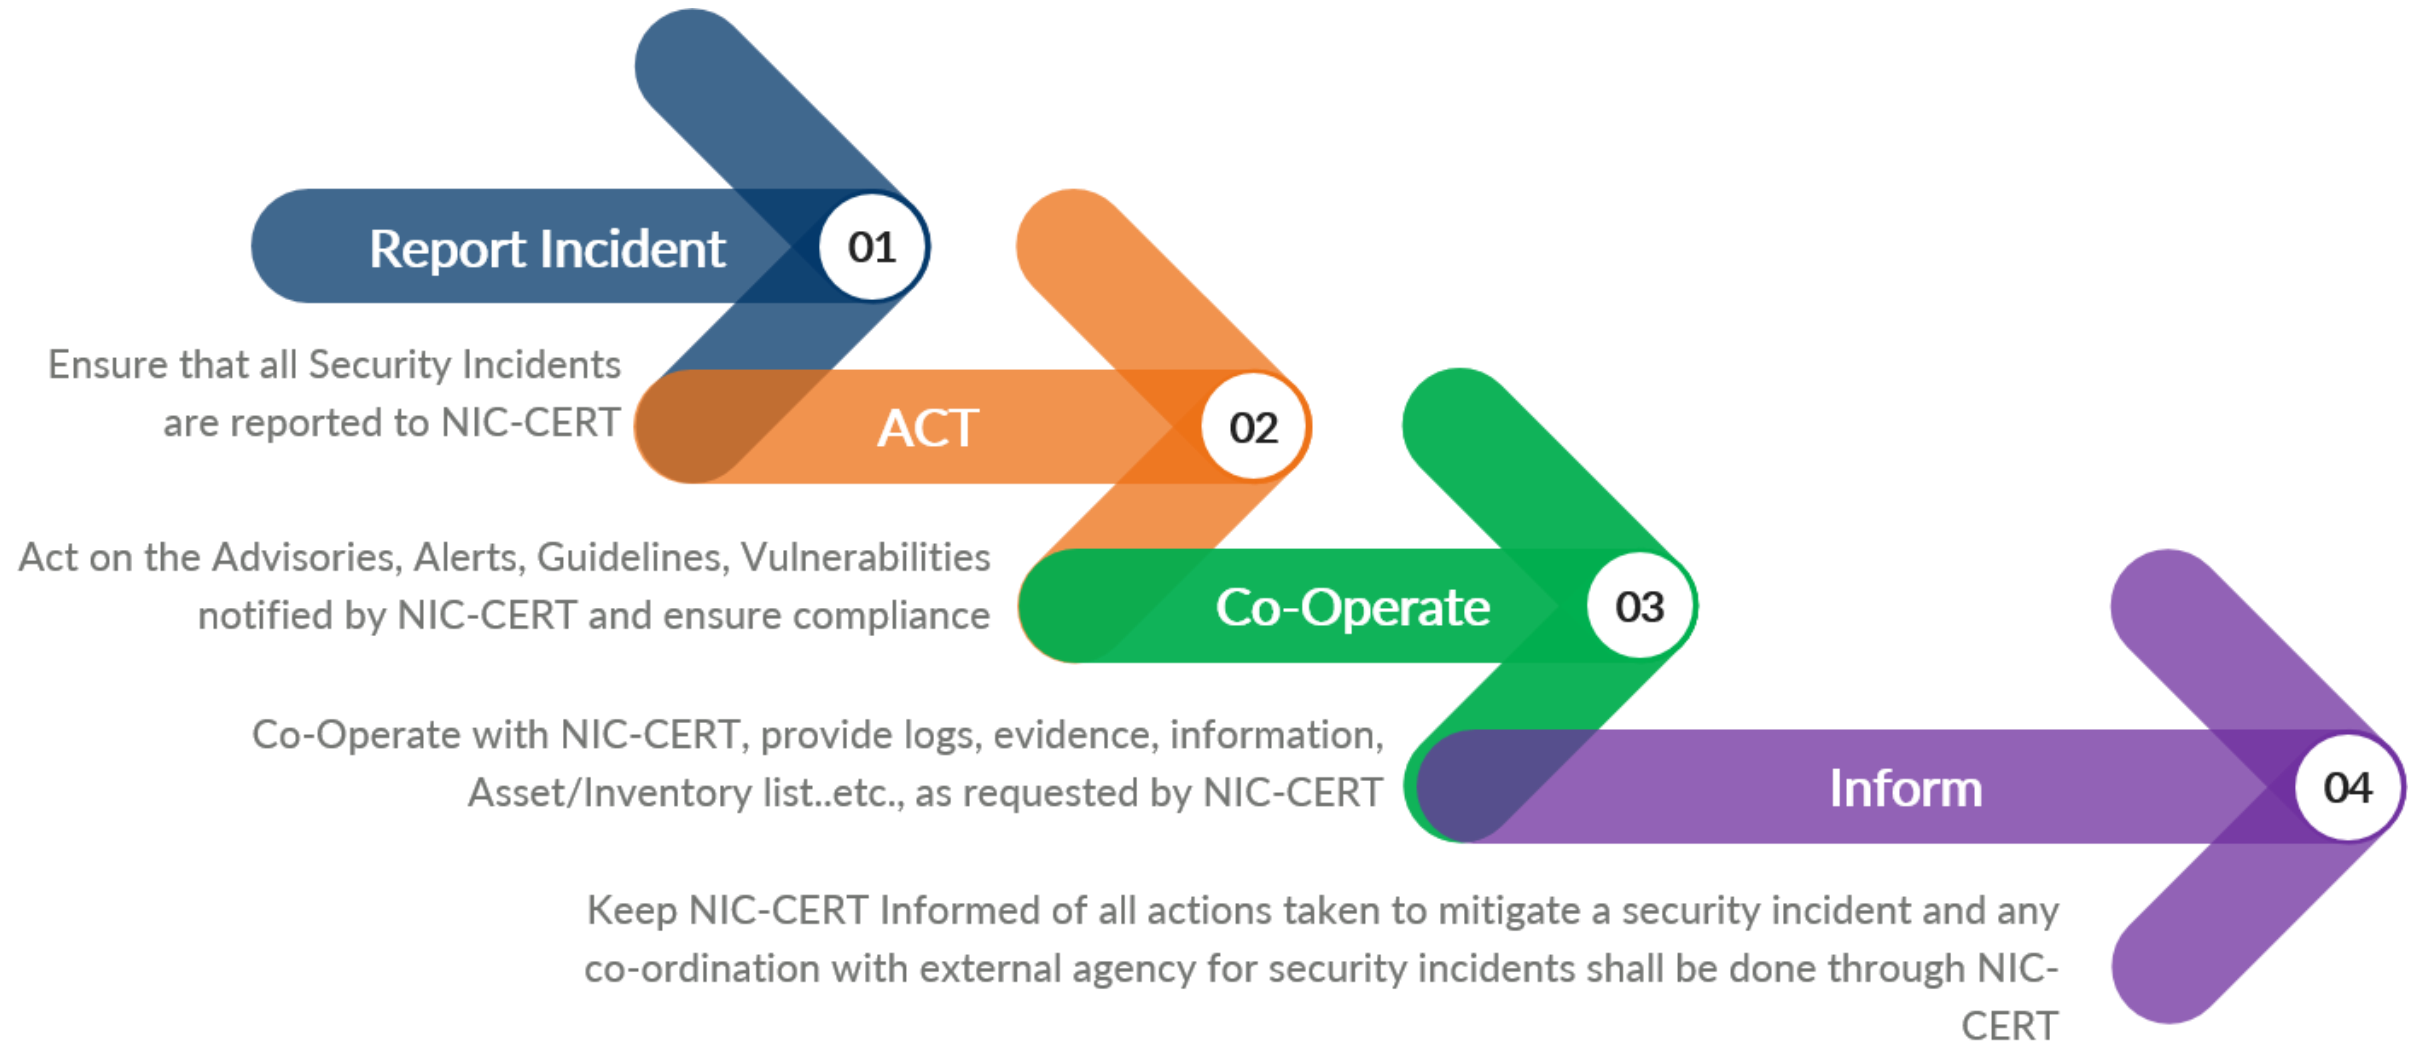 Report Incident
01
Ensure that all Security Incidents
are reported to NIC-CERT
ACT
02
Act on the Advisories, Alerts, Guidelines, Vulnerabilities
notified by NIC-CERT and ensure compliance
Co-Operate
03
Co-Operate with NIC-CERT, provide logs, evidence, information,
Asset/Inventory list..etc., as requested by NIC-CERT
Inform
04
Keep NIC-CERT Informed of all actions taken to mitigate a security incident and any
co-ordination with external agency for security incidents shall be done through NIC-
CERT